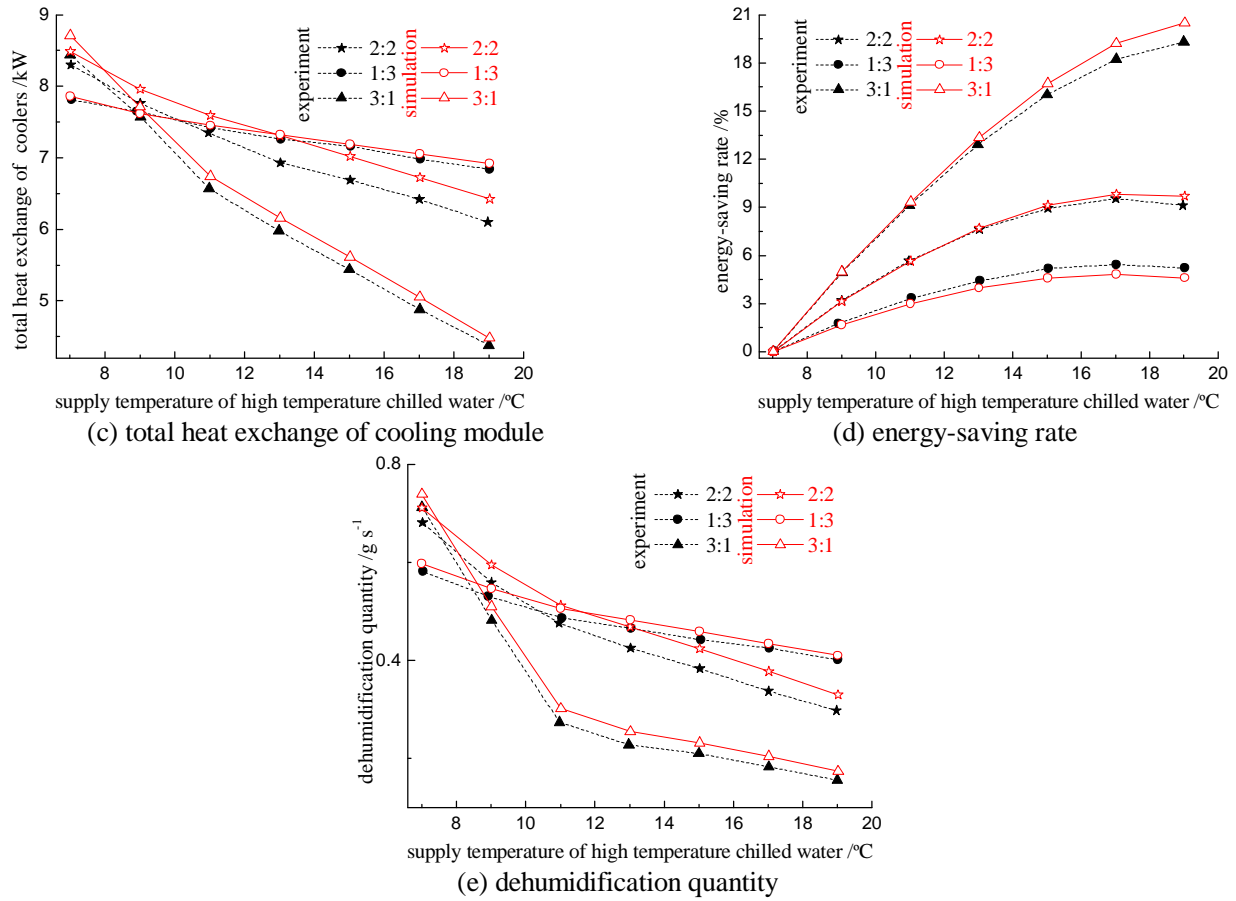 total heat exchange of coolers /kW
9
8
7
6
5
experiment
2:2
1:3
3:1
simulation
2:2
1:3
3:1
8 10 12 14 16 18 20
supply temperature of high temperature chilled water /ºC
(c) total heat exchange of cooling module
energy-saving rate /%
21
18
15
12
9
6
3
0
experiment
2:2
1:3
3:1
simulation
2:2
1:3
3:1
8 10 12 14 16 18 20
supply temperature of high temperature chilled water /ºC
(d) energy-saving rate
dehumidification quantity /g s⁻¹
0.8
0.4
experiment
2:2
1:3
3:1
simulation
2:2
1:3
3:1
8 10 12 14 16 18 20
supply temperature of high temperature chilled water /ºC
(e) dehumidification quantity